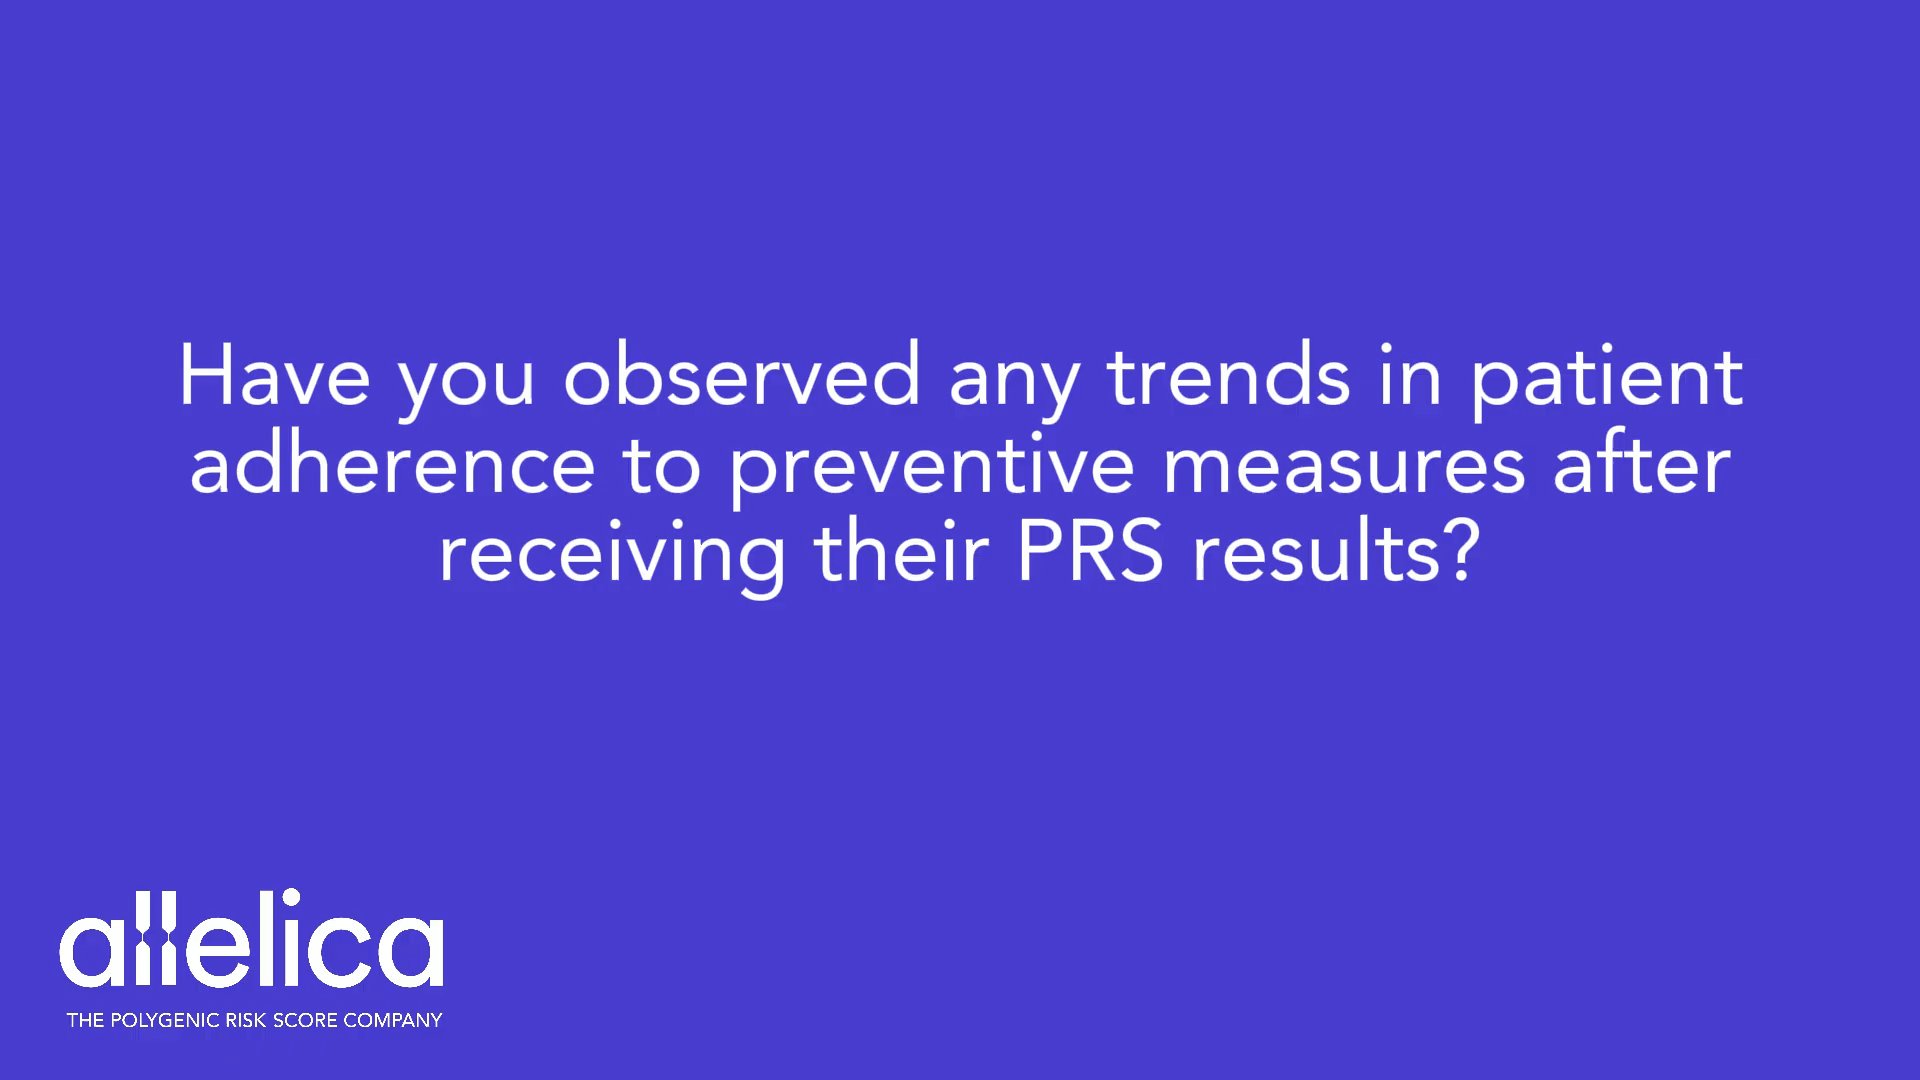 Have you observed any trends in patient
adherence to preventive measures after
receiving their PRS results?
allelica
THE POLYGENIC RISK SCORE COMPANY